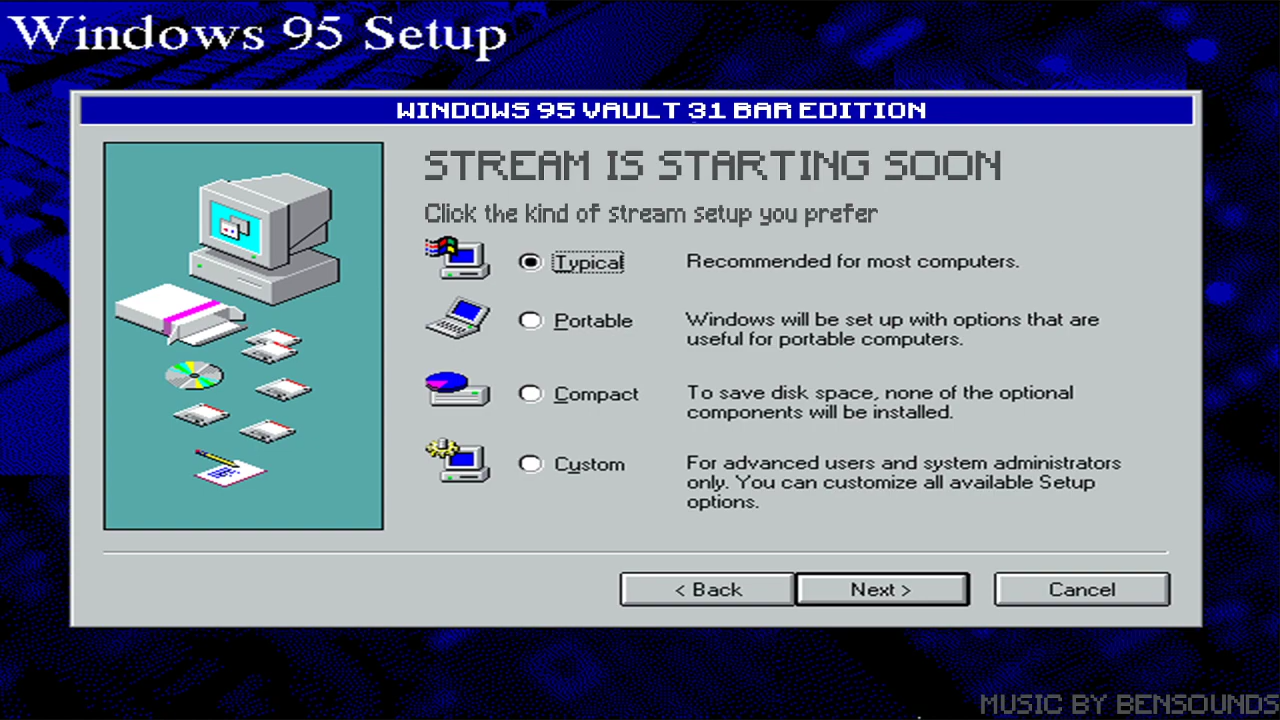 Windows 95 Setup
WINDOWS 95 VAULT 31 BAR EDITION
STREAM IS STARTING SOON
Click the kind of stream setup you prefer
Typical
Recommended for most computers.
Portable
Windows will be set up with options that are
useful for portable computers.
Compact
To save disk space, none of the optional
components will be installed.
Custom
For advanced users and system administrators
only. You can customize all available Setup
options.
< Back
Next >
Cancel
MUSIC BY BENSOUNDS